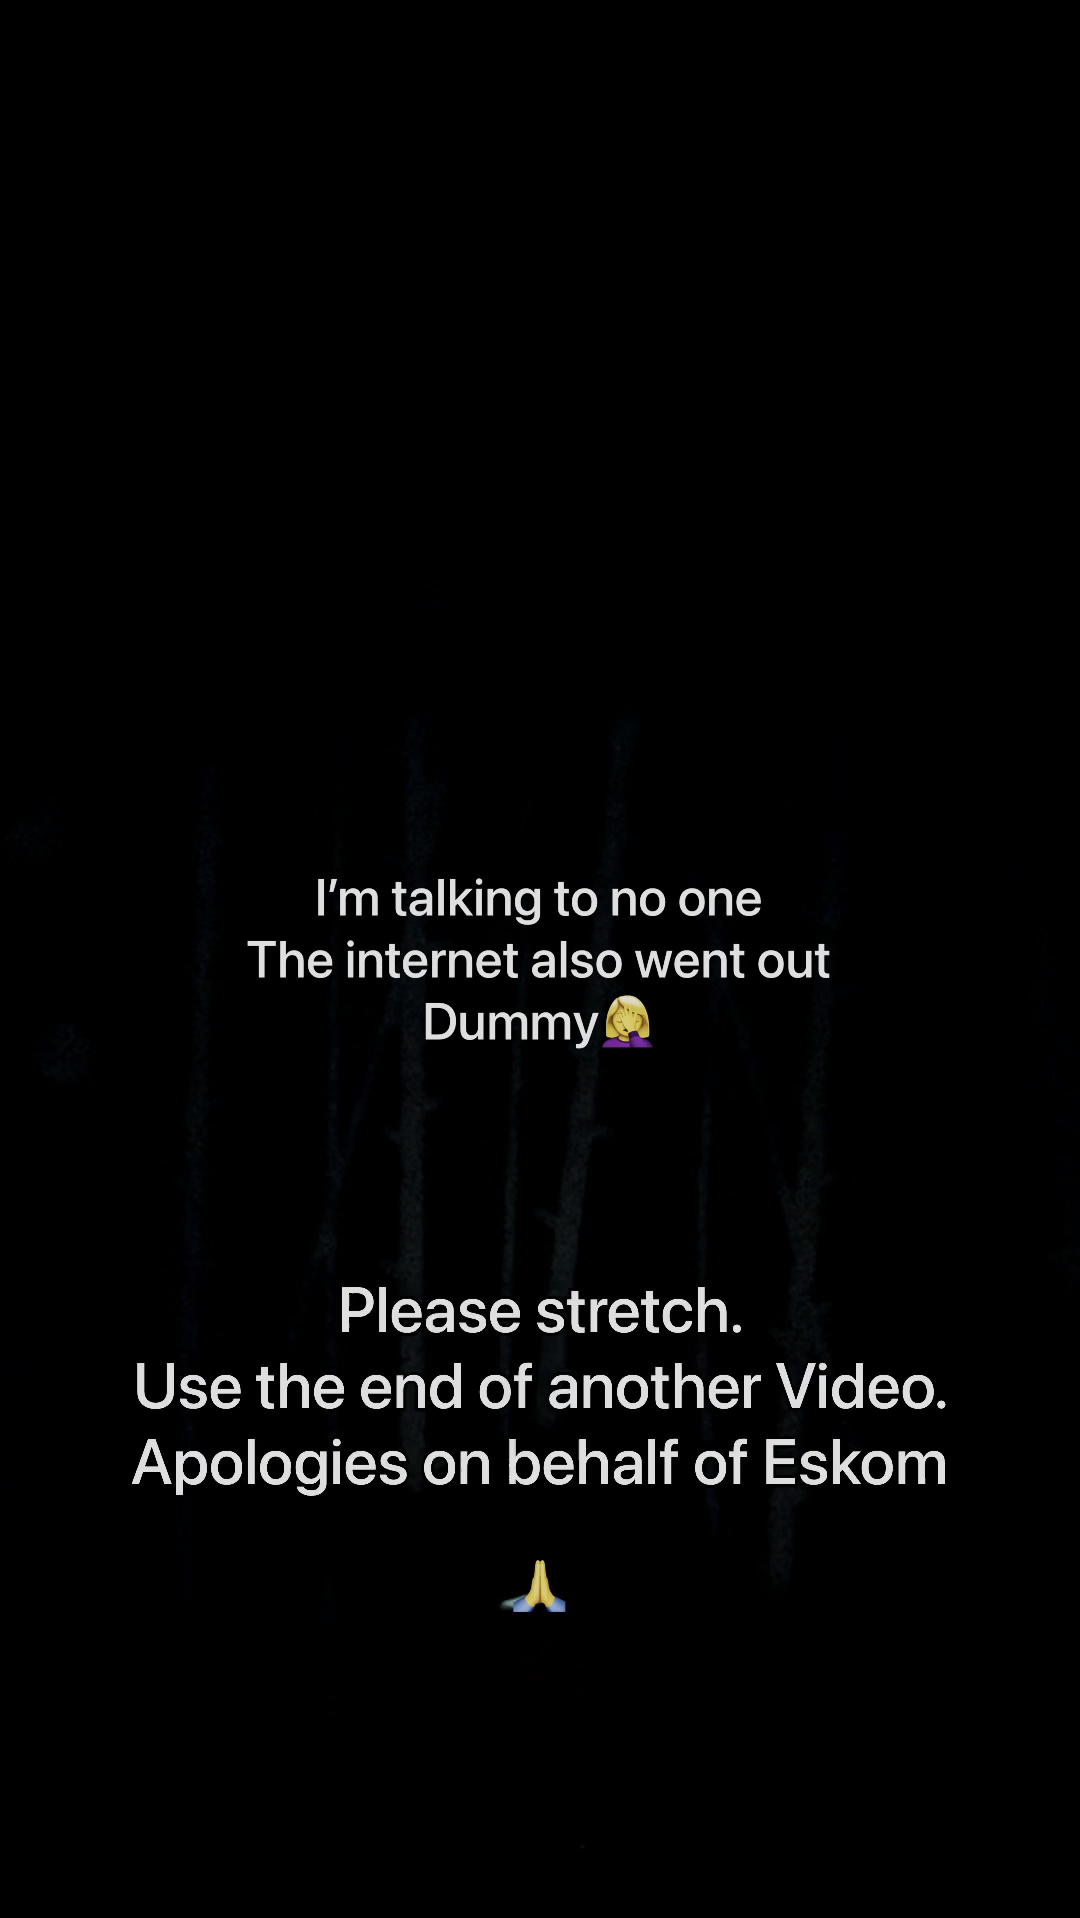 I’m talking to no one
The internet also went out
Dummy🤦‍♀️
Please stretch.
Use the end of another Video.
Apologies on behalf of Eskom
🙏